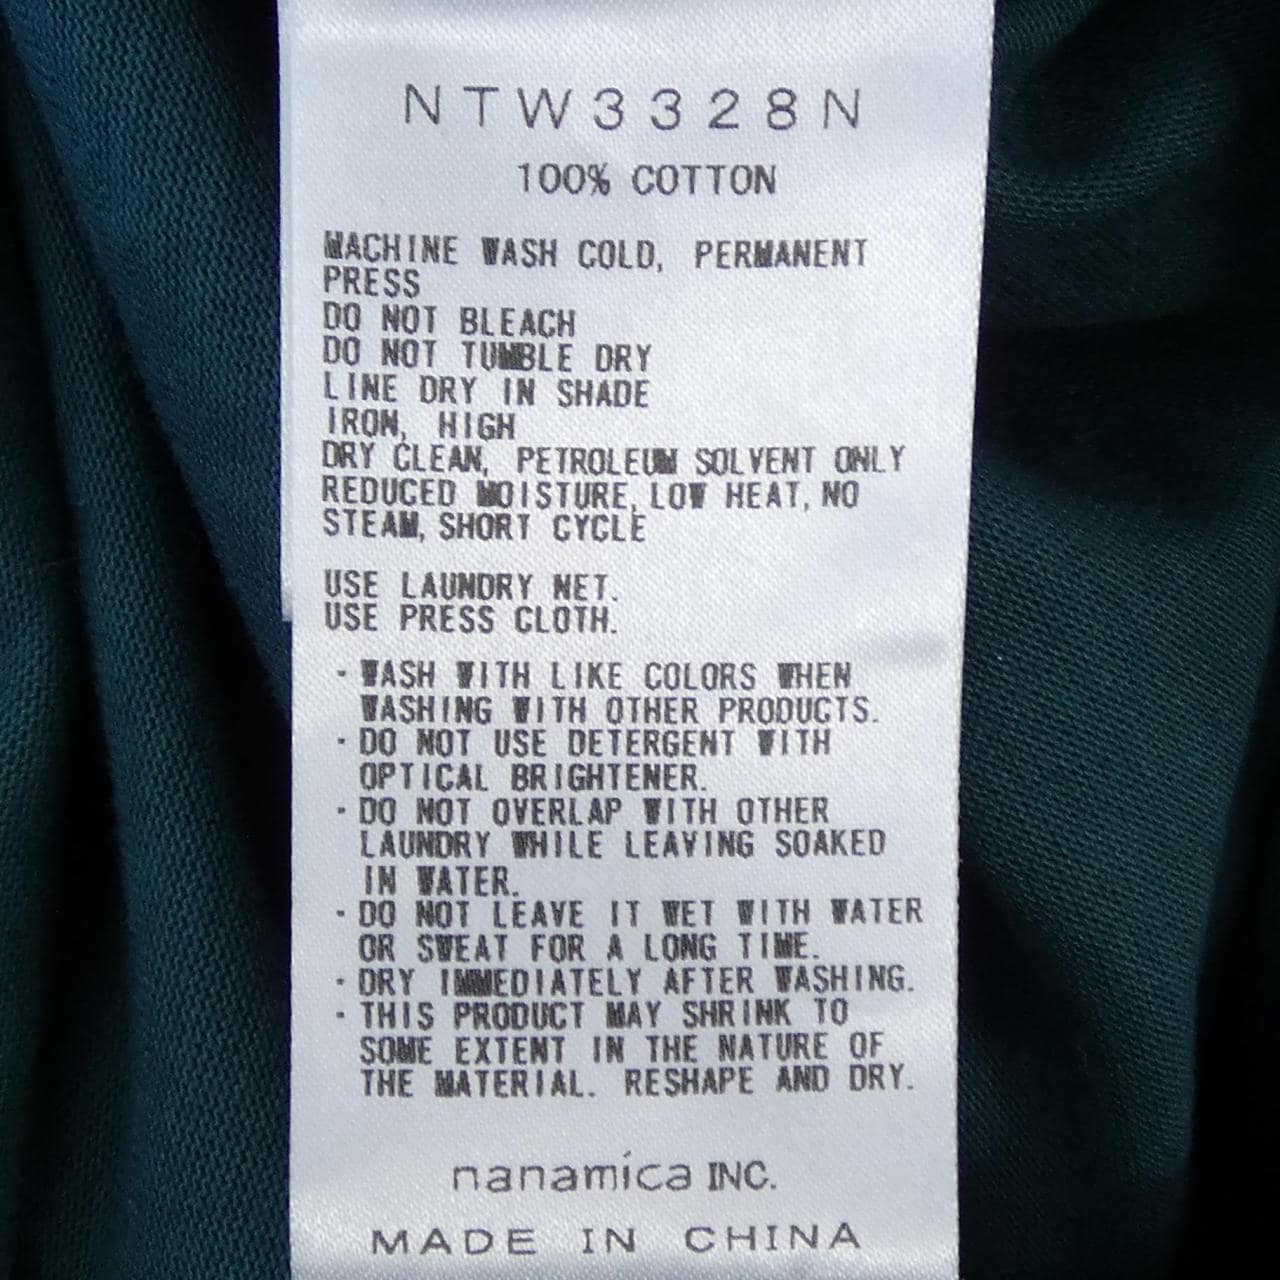 NTW3328N
100% COTTON
MACHINE WASH COLD, PERMANENT
PRESS
DO NOT BLEACH
DO NOT TUMBLE DRY
LINE DRY IN SHADE
IRON, HIGH
DRY CLEAN, PETROLEUM SOLVENT ONLY
REDUCED MOISTURE, LOW HEAT, NO
STEAM, SHORT CYCLE
USE LAUNDRY NET.
USE PRESS CLOTH.
・WASH WITH LIKE COLORS WHEN
WASHING WITH OTHER PRODUCTS.
・DO NOT USE DETERGENT WITH
OPTICAL BRIGHTENER.
・DO NOT OVERLAP WITH OTHER
LAUNDRY WHILE LEAVING SOAKED
IN WATER.
・DO NOT LEAVE IT WET WITH WATER
OR SWEAT FOR A LONG TIME.
・DRY IMMEDIATELY AFTER WASHING.
・THIS PRODUCT MAY SHRINK TO
SOME EXTENT IN THE NATURE OF
THE MATERIAL. RESHAPE AND DRY.
nanamica INC.
MADE IN CHINA